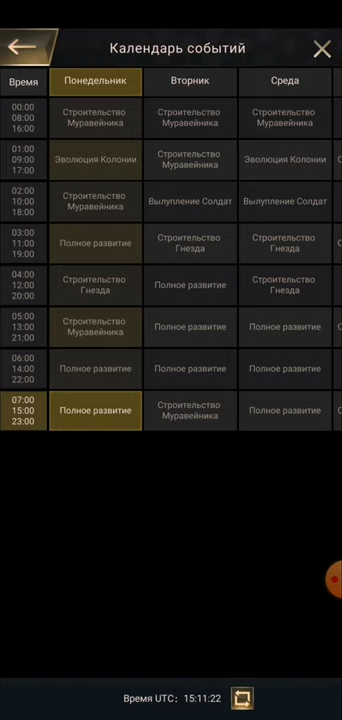 Календарь событий
Время
Понедельник
Вторник
Среда
00:00
08:00
16:00
Строительство
Муравейника
Строительство
Муравейника
Строительство
Муравейника
01:00
09:00
17:00
Эволюция Колонии
Строительство
Муравейника
Эволюция Колонии
02:00
10:00
18:00
Строительство
Муравейника
Вылупление Солдат
Вылупление Солдат
03:00
11:00
19:00
Полное развитие
Строительство
Гнезда
Строительство
Гнезда
04:00
12:00
20:00
Строительство
Гнезда
Полное развитие
Строительство
Гнезда
05:00
13:00
21:00
Строительство
Муравейника
Полное развитие
Полное развитие
06:00
14:00
22:00
Полное развитие
Полное развитие
Полное развитие
07:00
15:00
23:00
Полное развитие
Строительство
Муравейника
Полное развитие
Время UTC: 15:11:22